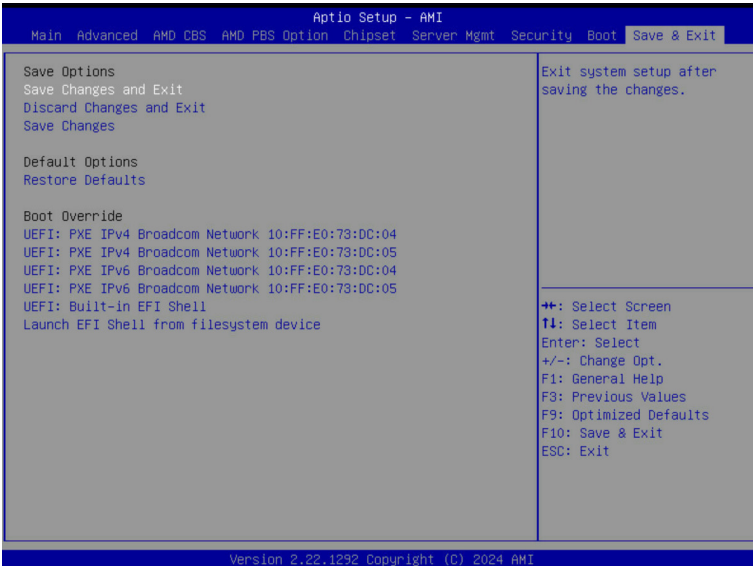 Aptio Setup – AMI
Main Advanced AMD CBS AMD PBS Option Chipset Server Mgmt Security Boot Save & Exit
Save Options
Save Changes and Exit
Discard Changes and Exit
Save Changes
Default Options
Restore Defaults
Boot Override
UEFI: PXE IPv4 Broadcom Network 10:FF:E0:73:DC:04
UEFI: PXE IPv4 Broadcom Network 10:FF:E0:73:DC:05
UEFI: PXE IPv6 Broadcom Network 10:FF:E0:73:DC:04
UEFI: PXE IPv6 Broadcom Network 10:FF:E0:73:DC:05
UEFI: Built-in EFI Shell
Launch EFI Shell from filesystem device
Exit system setup after
saving the changes.
→←: Select Screen
↑↓: Select Item
Enter: Select
+/-: Change Opt.
F1: General Help
F3: Previous Values
F9: Optimized Defaults
F10: Save & Exit
ESC: Exit
Version 2.22.1292 Copyright (C) 2024 AMI